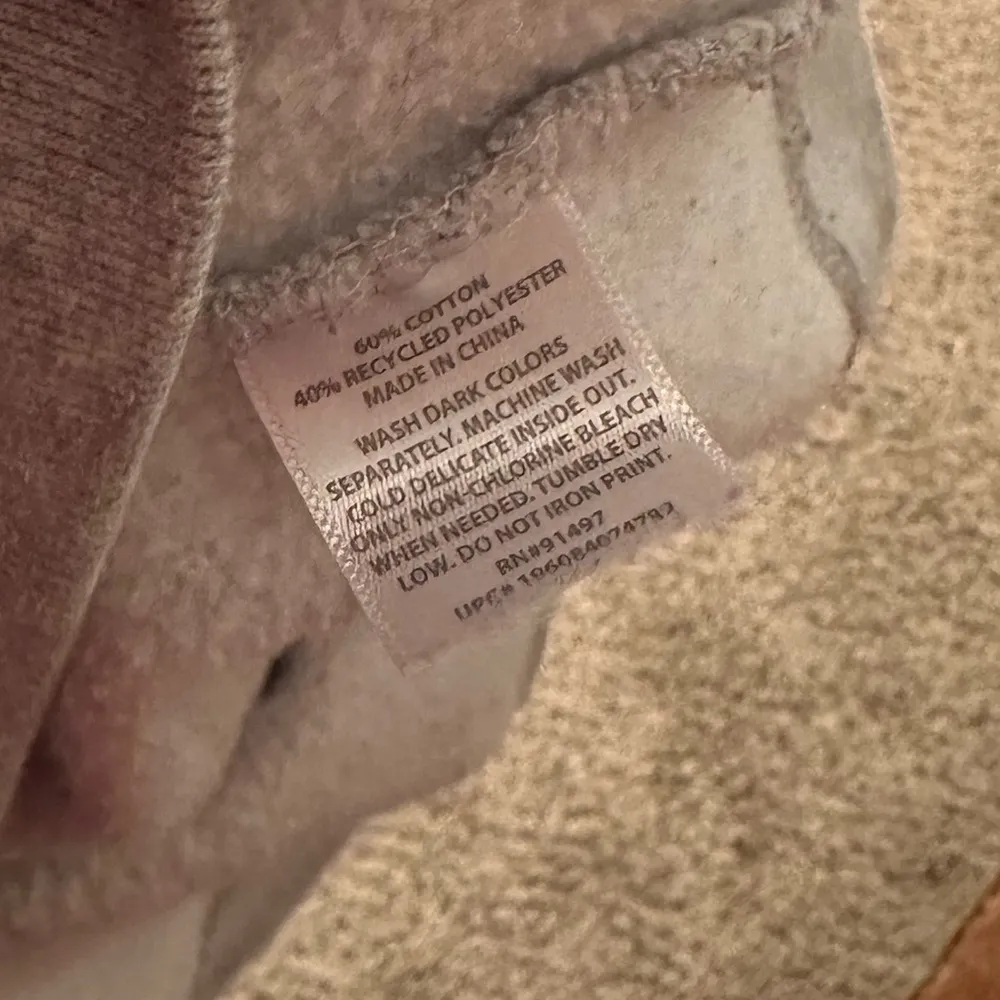 60% COTTON
40% RECYCLED POLYESTER
MADE IN CHINA
WASH DARK COLORS
SEPARATELY. MACHINE WASH
COLD DELICATE INSIDE OUT.
ONLY NON-CHLORINE BLEACH
WHEN NEEDED. TUMBLE DRY
LOW. DO NOT IRON PRINT.
RN#91497
UPC#